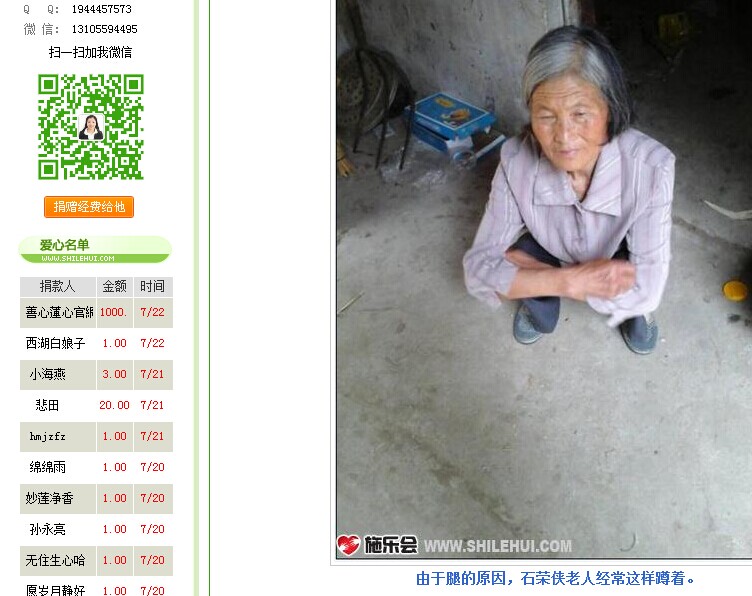 Q Q: 1944457573
微 信: 13105594495
扫一扫加我微信
捐赠经费给他
爱心名单
WWW.SHILEHUI.COM
捐款人 金额 时间
善心蓮心官網 1000. 7/22
西湖白娘子 1.00 7/22
小海燕 3.00 7/21
悲田 20.00 7/21
hmjzfz 1.00 7/21
绵绵雨 1.00 7/20
妙莲净香 1.00 7/20
孙永亮 1.00 7/20
无住生心哈 1.00 7/20
愿岁月静好 1.00 7/20
施乐会 WWW.SHILEHUI.COM
由于腿的原因，石荣侠老人经常这样蹲着。